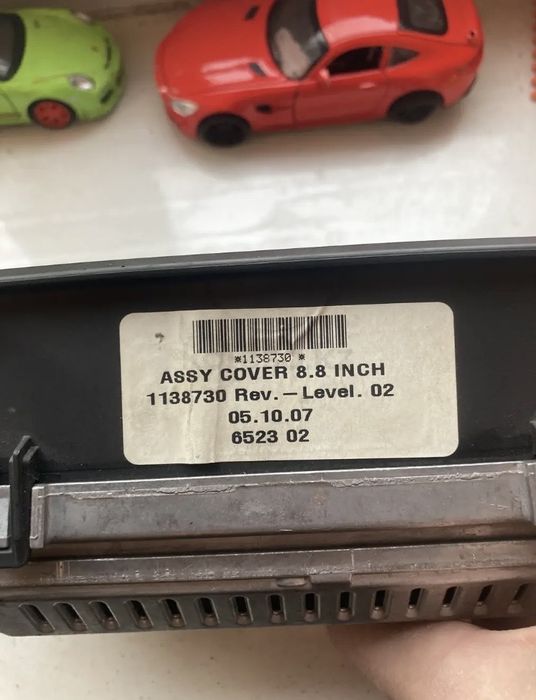 *1138730 *
ASSY COVER 8.8 INCH
1138730 Rev. – Level. 02
05.10.07
6523 02